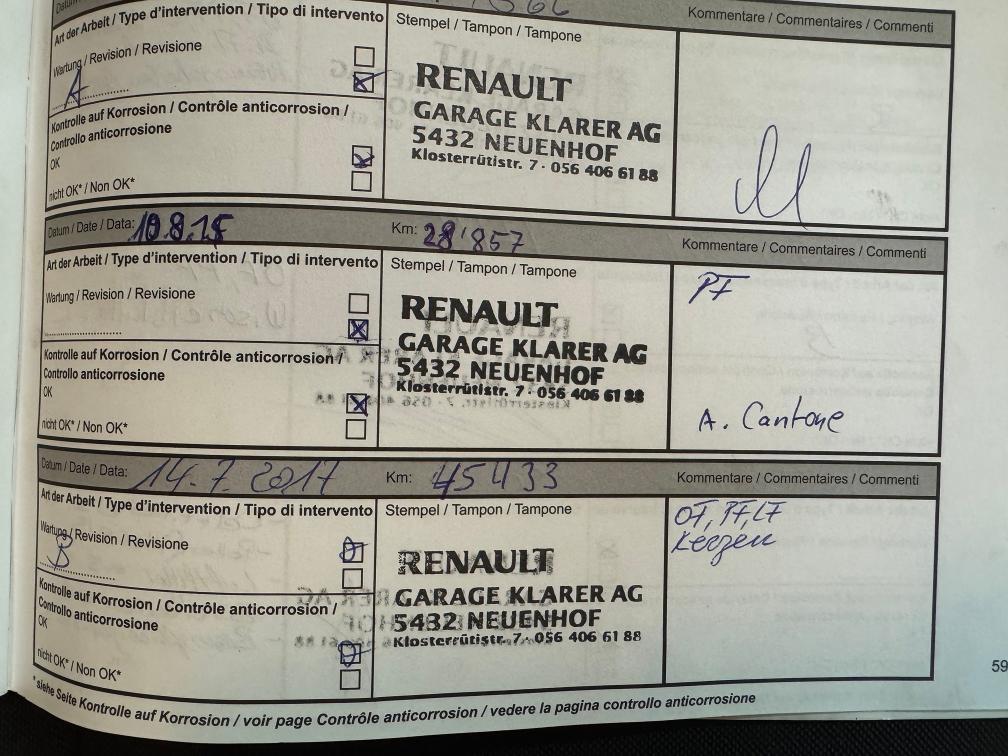 Art der Arbeit / Type d'intervention / Tipo di intervento
Stempel / Tampon / Tampone
Kommentare / Commentaires / Commenti
Wartung / Revision / Revisione
A
RENAULT
GARAGE KLARER AG
5432 NEUENHOF
Klosterrütistr. 7 · 056 406 61 88
Kontrolle auf Korrosion / Contrôle anticorrosion /
Controllo anticorrosione
OK
nicht OK* / Non OK*
Datum / Date / Data: 10.8.15
Km: 28'857
Kommentare / Commentaires / Commenti
Art der Arbeit / Type d'intervention / Tipo di intervento
Stempel / Tampon / Tampone
PF
Wartung / Revision / Revisione
RENAULT
GARAGE KLARER AG
5432 NEUENHOF
Klosterrütistr. 7 · 056 406 61 88
Kontrolle auf Korrosion / Contrôle anticorrosion /
Controllo anticorrosione
OK
nicht OK* / Non OK*
A. Cantone
Datum / Date / Data: 14.7.2017
Km: 45433
Kommentare / Commentaires / Commenti
Art der Arbeit / Type d'intervention / Tipo di intervento
Stempel / Tampon / Tampone
OF, PF, LF
Kerzen
Wartung / Revision / Revisione
B
RENAULT
GARAGE KLARER AG
5432 NEUENHOF
Klosterrütistr. 7 · 056 406 61 88
Kontrolle auf Korrosion / Contrôle anticorrosion /
Controllo anticorrosione
OK
nicht OK* / Non OK*
* siehe Seite Kontrolle auf Korrosion / voir page Contrôle anticorrosion / vedere la pagina controllo anticorrosione
59